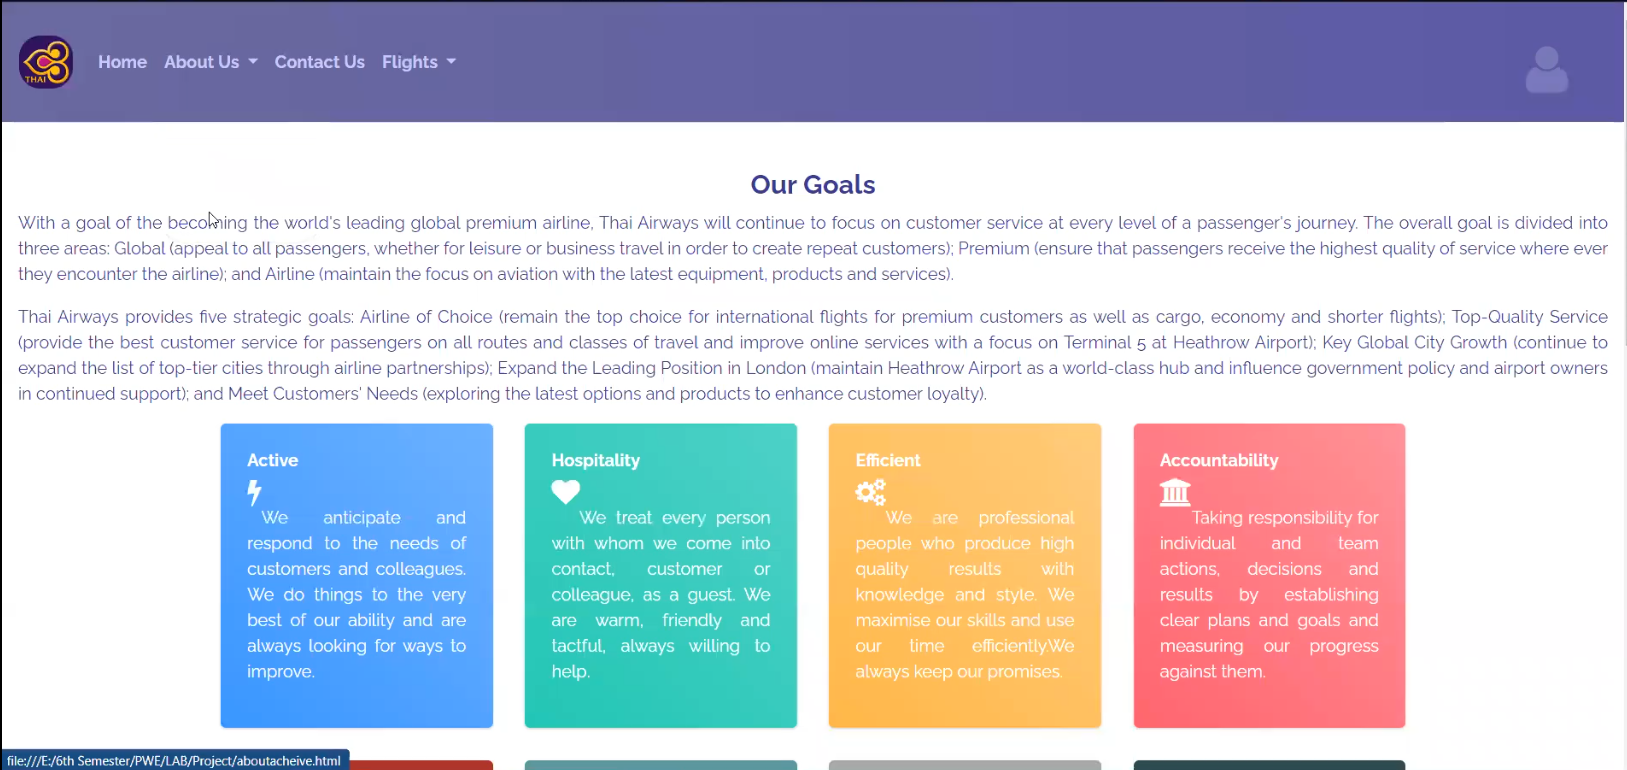 THAI
Home
About Us
Contact Us
Flights
Our Goals
With a goal of the becoming the world's leading global premium airline, Thai Airways will continue to focus on customer service at every level of a passenger's journey. The overall goal is divided into
three areas: Global (appeal to all passengers, whether for leisure or business travel in order to create repeat customers); Premium (ensure that passengers receive the highest quality of service where ever
they encounter the airline); and Airline (maintain the focus on aviation with the latest equipment, products and services).
Thai Airways provides five strategic goals: Airline of Choice (remain the top choice for international flights for premium customers as well as cargo, economy and shorter flights); Top-Quality Service
(provide the best customer service for passengers on all routes and classes of travel and improve online services with a focus on Terminal 5 at Heathrow Airport); Key Global City Growth (continue to
expand the list of top-tier cities through airline partnerships); Expand the Leading Position in London (maintain Heathrow Airport as a world-class hub and influence government policy and airport owners
in continued support); and Meet Customers' Needs (exploring the latest options and products to enhance customer loyalty).
Active
We anticipate and
respond to the needs of
customers and colleagues.
We do things to the very
best of our ability and are
always looking for ways to
improve.
Hospitality
We treat every person
with whom we come into
contact, customer or
colleague, as a guest. We
are warm, friendly and
tactful, always willing to
help.
Efficient
We are professional
people who produce high
quality results with
knowledge and style. We
maximise our skills and use
our time efficiently.We
always keep our promises.
Accountability
Taking responsibility for
individual and team
actions, decisions and
results by establishing
clear plans and goals and
measuring our progress
against them.
file:///E:/6th Semester/PWE/LAB/Project/aboutacheive.html